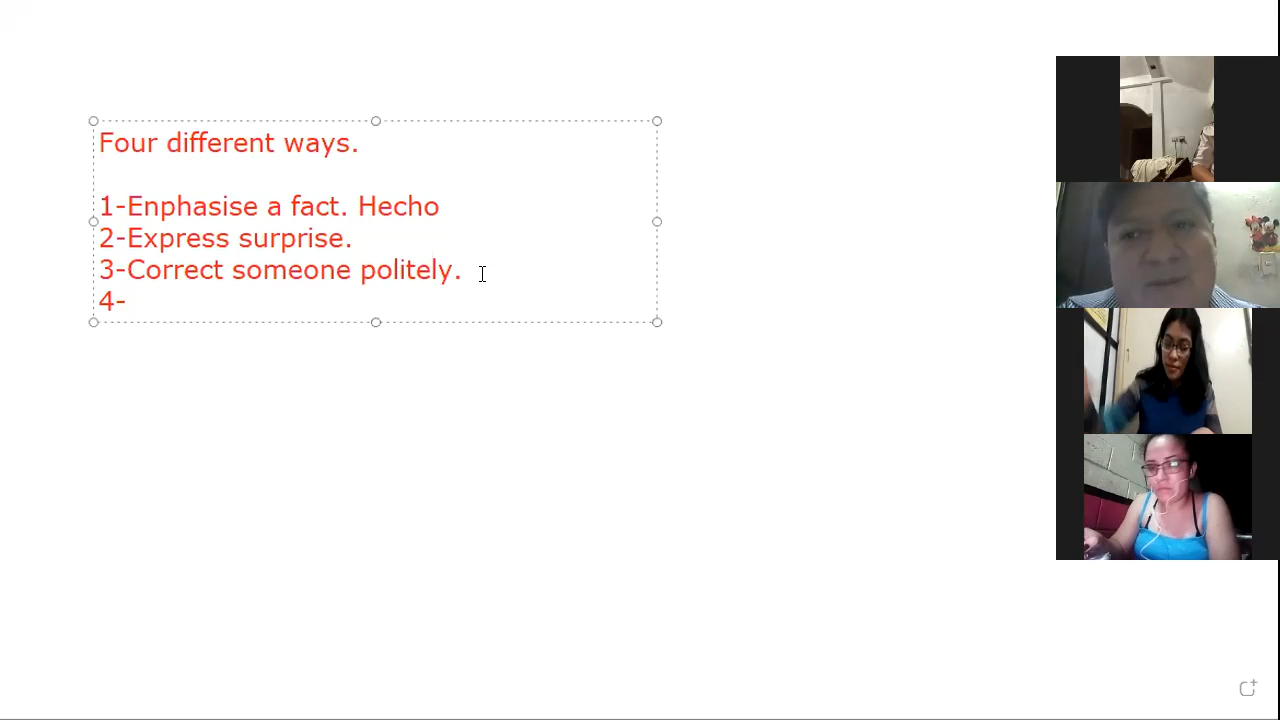 Four different ways.
1-Enphasise a fact. Hecho
2-Express surprise.
3-Correct someone politely.
4-